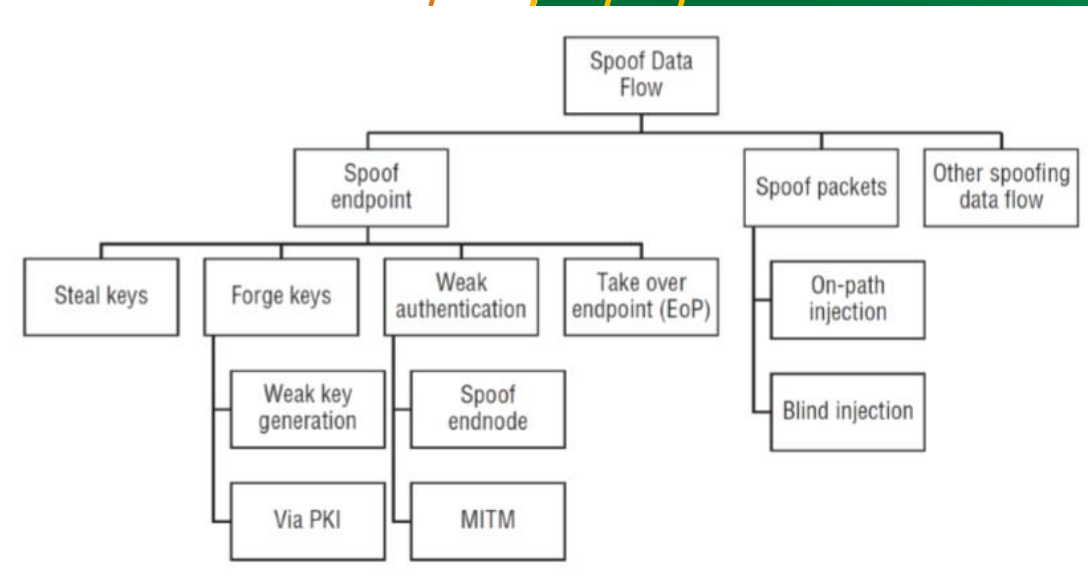 Spoof Data
Flow
Spoof
endpoint
Spoof packets
Other spoofing
data flow
Steal keys
Forge keys
Weak
authentication
Take over
endpoint (EoP)
On-path
injection
Weak key
generation
Spoof
endnode
Blind injection
Via PKI
MITM